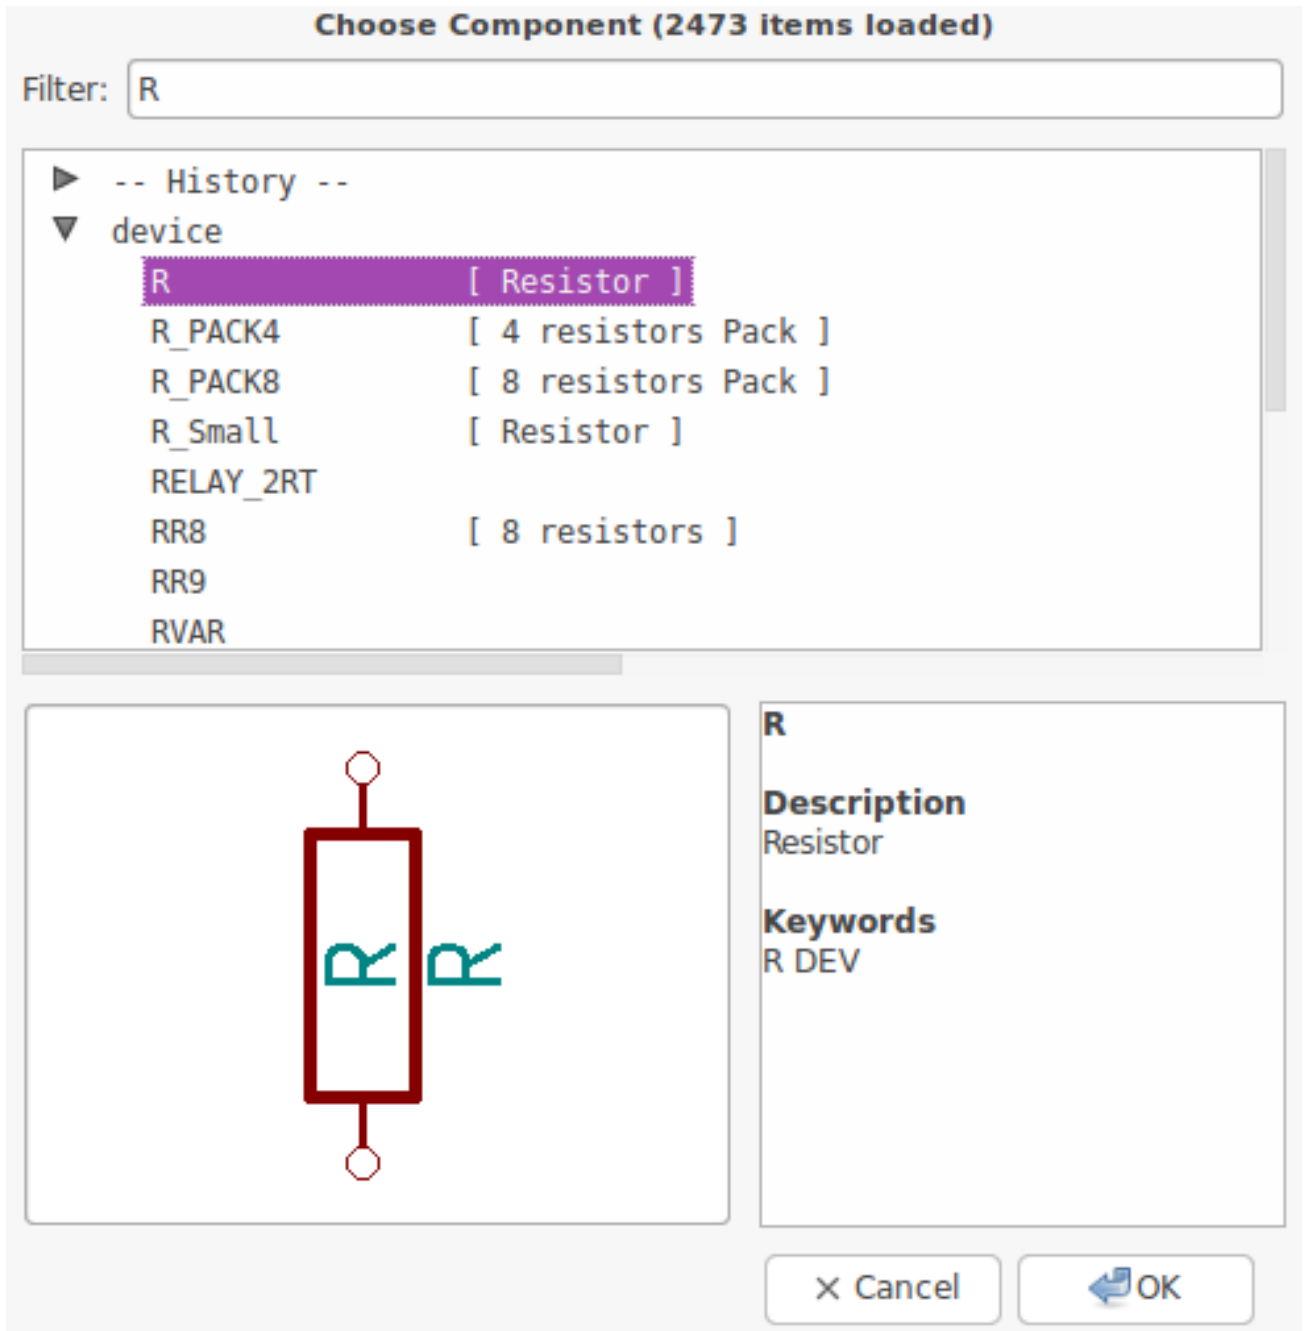 Choose Component (2473 items loaded)
Filter: R
-- History --
device
R [ Resistor ]
R_PACK4 [ 4 resistors Pack ]
R_PACK8 [ 8 resistors Pack ]
R_Small [ Resistor ]
RELAY_2RT
RR8 [ 8 resistors ]
RR9
RVAR
R R
R
Description
Resistor
Keywords
R DEV
Cancel OK